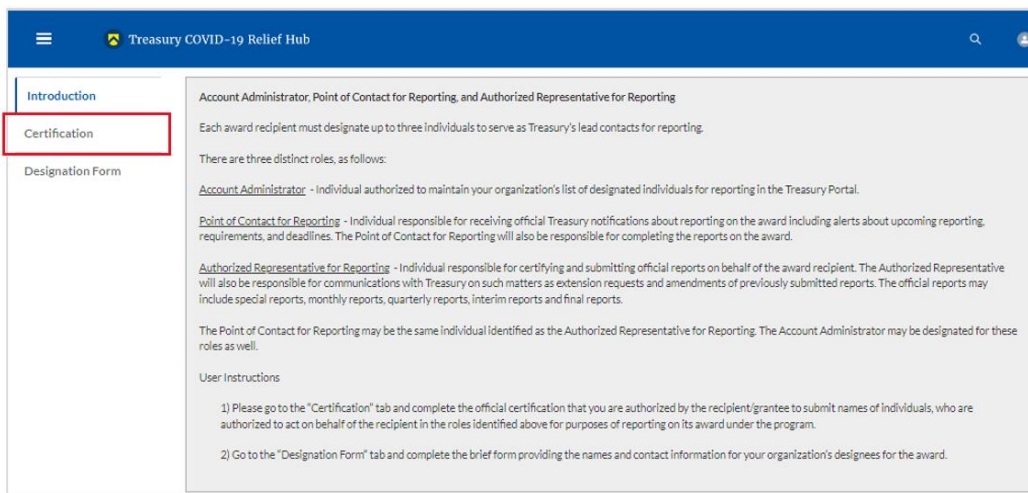 Treasury COVID-19 Relief Hub
Introduction
Certification
Designation Form
Account Administrator, Point of Contact for Reporting, and Authorized Representative for Reporting
Each award recipient must designate up to three individuals to serve as Treasury's lead contacts for reporting.
There are three distinct roles, as follows:
Account Administrator - Individual authorized to maintain your organization's list of designated individuals for reporting in the Treasury Portal.
Point of Contact for Reporting - Individual responsible for receiving official Treasury notifications about reporting on the award including alerts about upcoming reporting,
requirements, and deadlines. The Point of Contact for Reporting will also be responsible for completing the reports on the award.
Authorized Representative for Reporting - Individual responsible for certifying and submitting official reports on behalf of the award recipient. The Authorized Representative
will also be responsible for communications with Treasury on such matters as extension requests and amendments of previously submitted reports. The official reports may
include special reports, monthly reports, quarterly reports, interim reports and final reports.
The Point of Contact for Reporting may be the same individual identified as the Authorized Representative for Reporting. The Account Administrator may be designated for these
roles as well.
User Instructions
1) Please go to the "Certification" tab and complete the official certification that you are authorized by the recipient/grantee to submit names of individuals, who are
authorized to act on behalf of the recipient in the roles identified above for purposes of reporting on its award under the program.
2) Go to the "Designation Form" tab and complete the brief form providing the names and contact information for your organization's designees for the award.